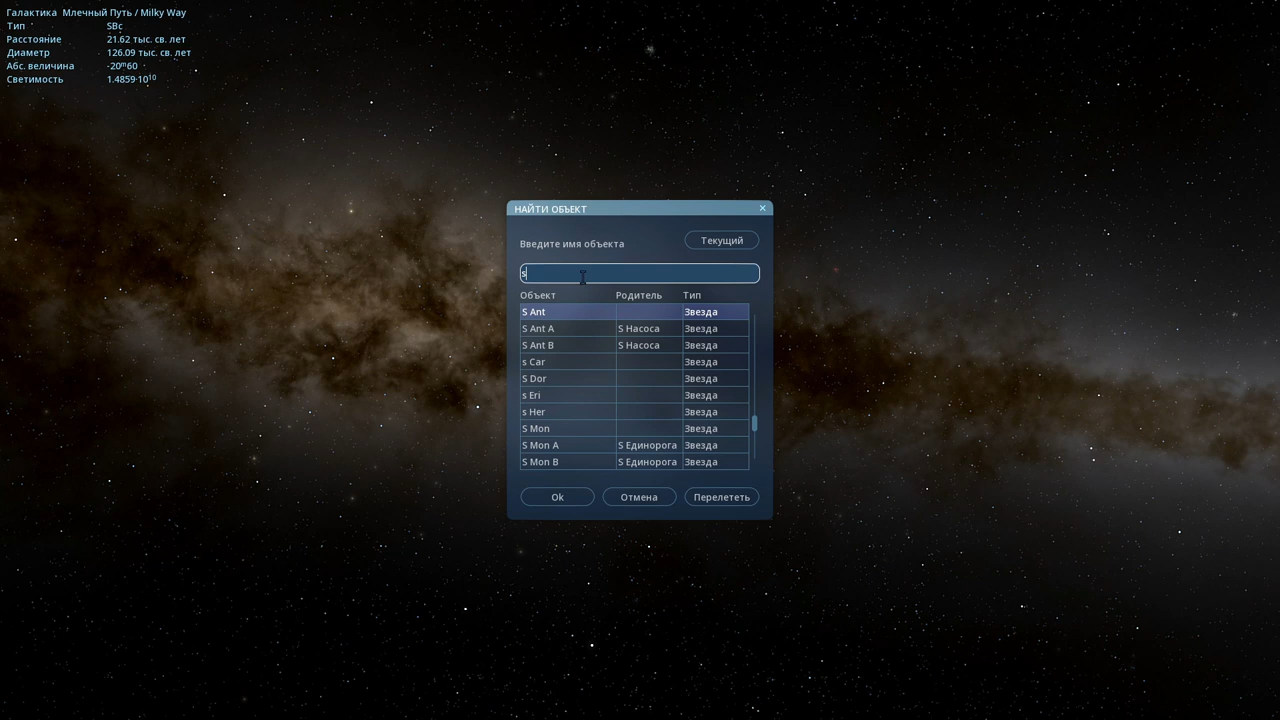 Галактика Млечный Путь / Milky Way
Тип SBc
Расстояние 21.62 тыс. св. лет
Диаметр 126.09 тыс. св. лет
Абс. величина -20ᵐ60
Светимость 1.4859·10¹⁰
НАЙТИ ОБЪЕКТ
Введите имя объекта Текущий
s
Объект Родитель Тип
S Ant Звезда
S Ant A S Насоса Звезда
S Ant B S Насоса Звезда
s Car Звезда
S Dor Звезда
s Eri Звезда
s Her Звезда
S Mon Звезда
S Mon A S Единорога Звезда
S Mon B S Единорога Звезда
Ok Отмена Перелететь